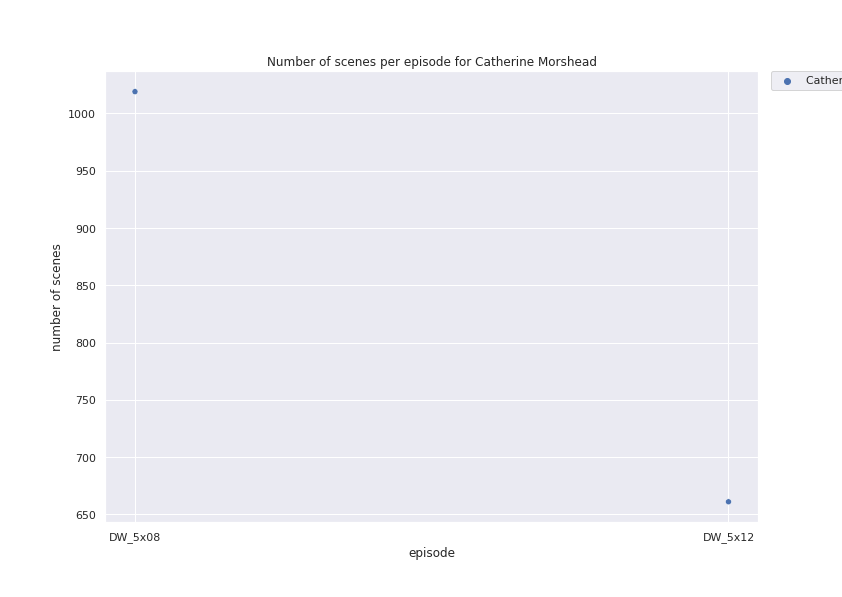 Number of scenes per episode for Catherine Morshead
Cather
1000
950
900
850
800
750
700
650
number of scenes
DW_5x08
DW_5x12
episode